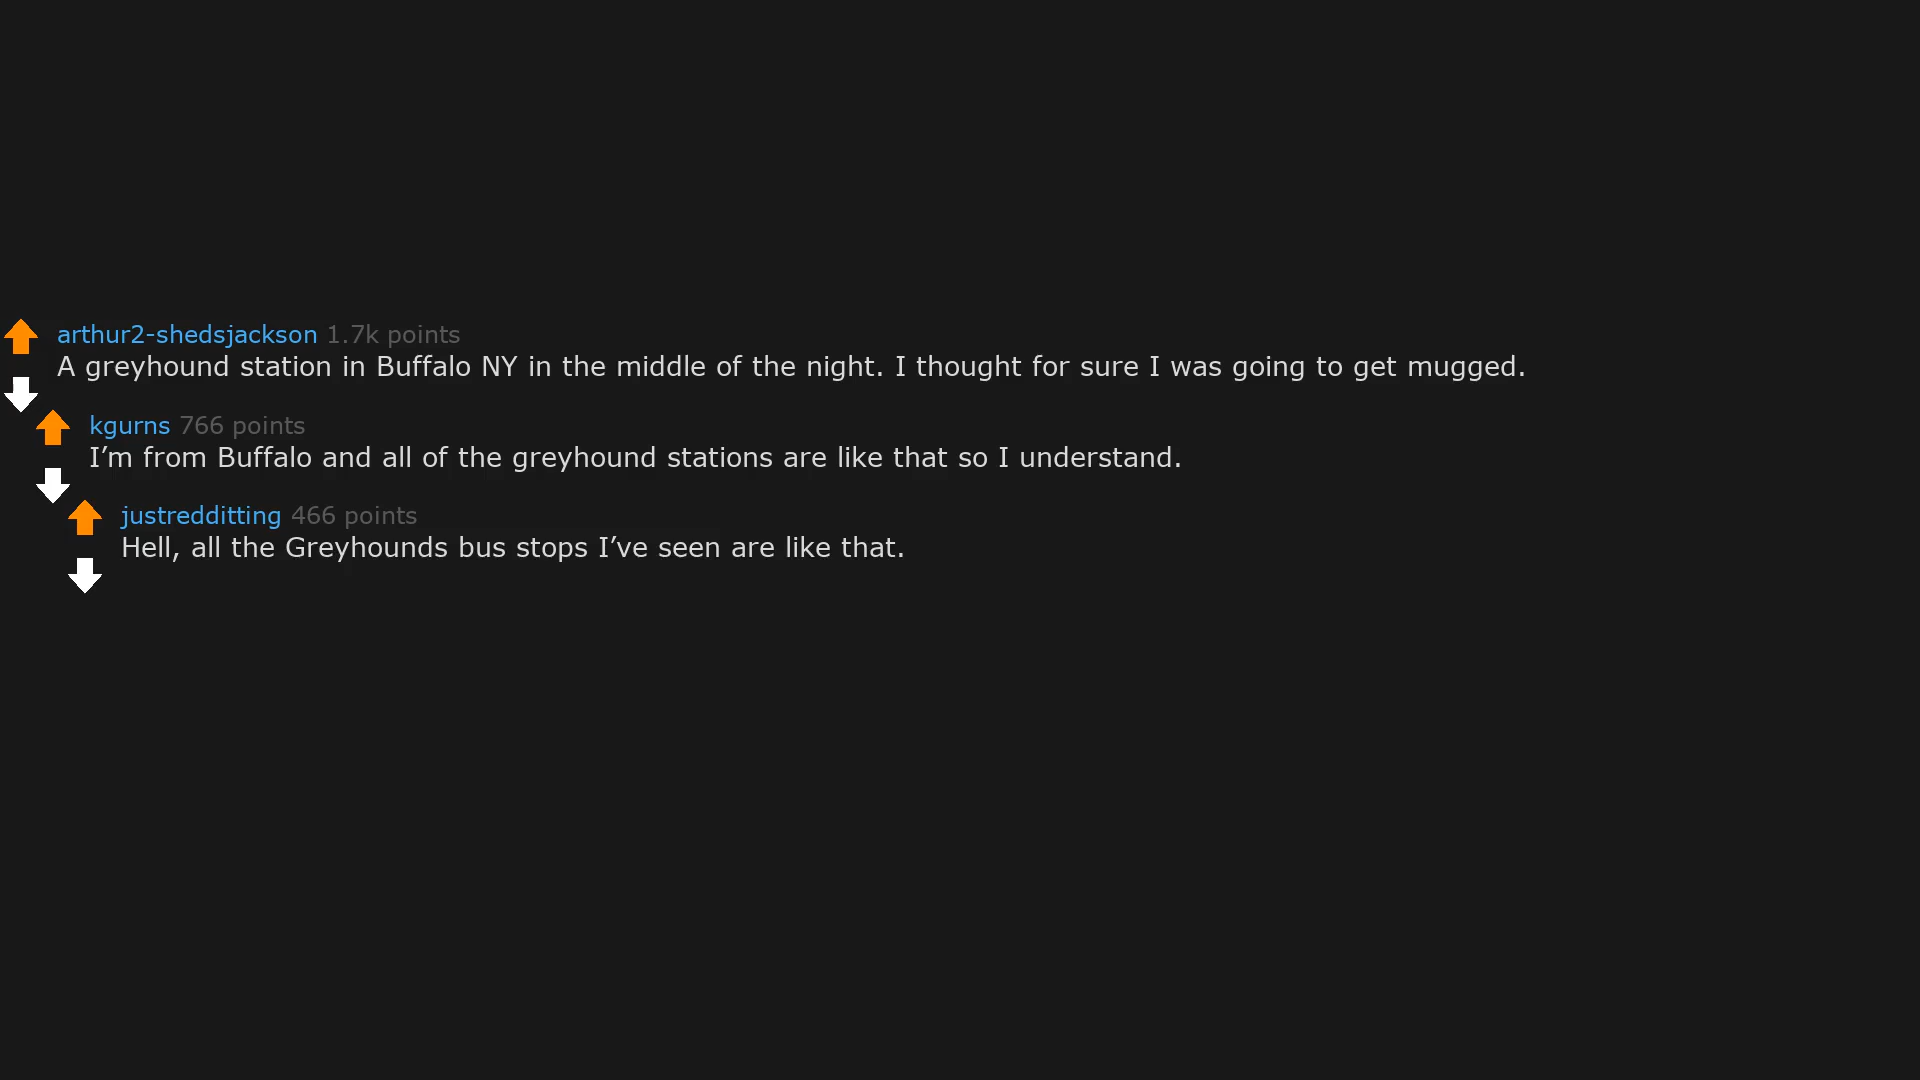 arthur2-shedsjackson 1.7k points
A greyhound station in Buffalo NY in the middle of the night. I thought for sure I was going to get mugged.
kgurns 766 points
I’m from Buffalo and all of the greyhound stations are like that so I understand.
justredditting 466 points
Hell, all the Greyhounds bus stops I’ve seen are like that.